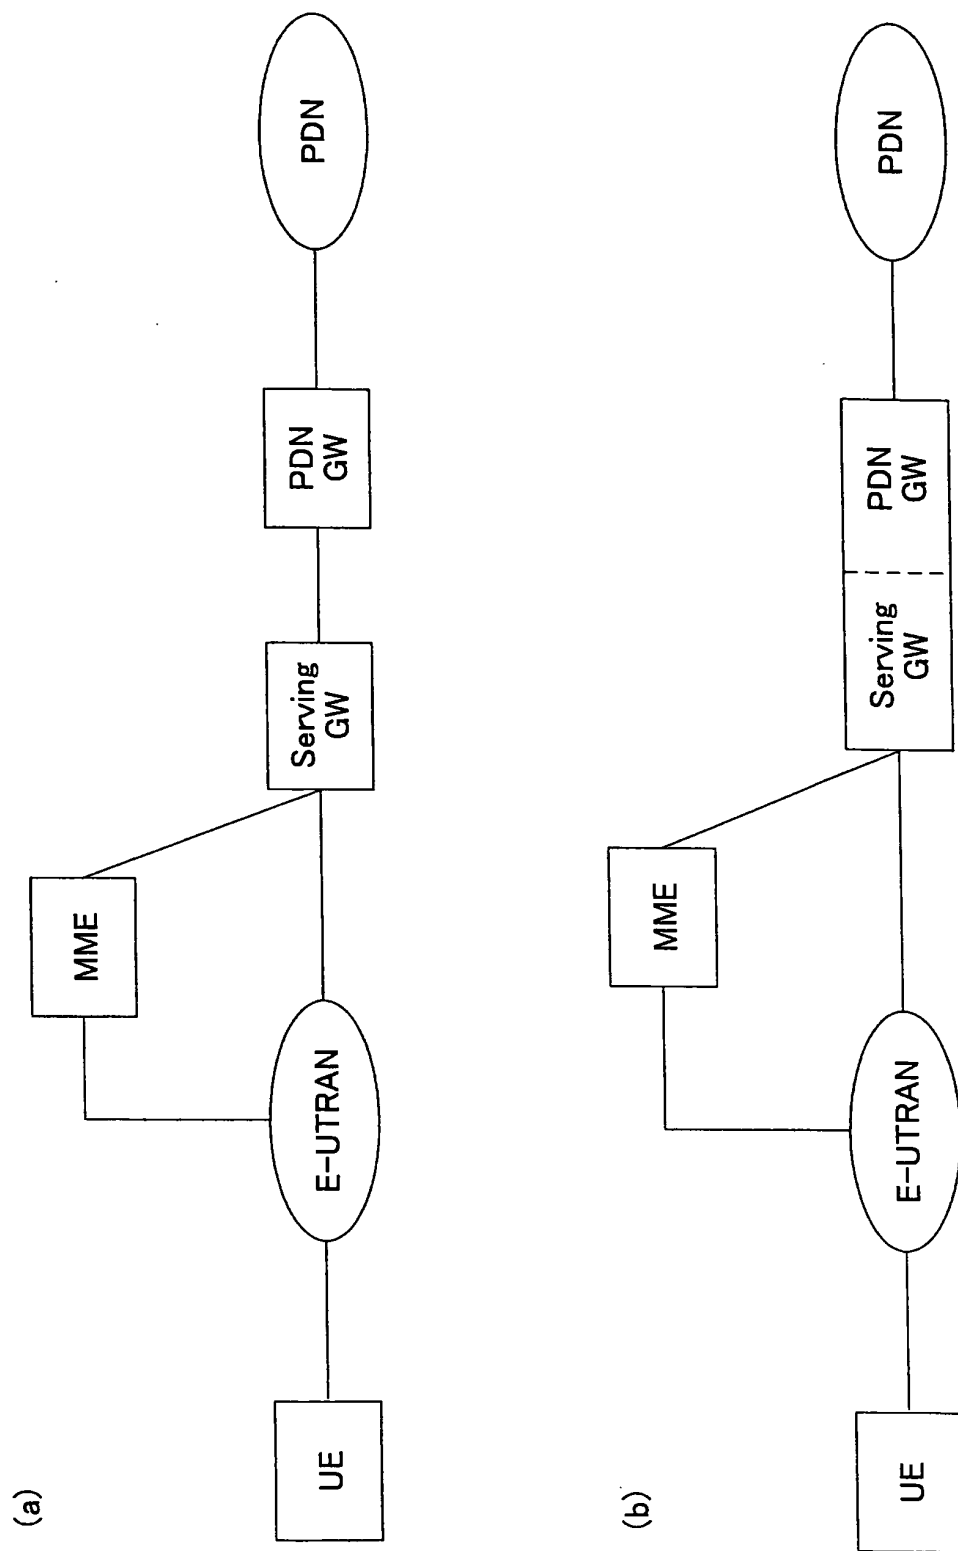 (a)
UE
E-UTRAN
MME
Serving
GW
PDN
GW
PDN
(b)
UE
E-UTRAN
MME
Serving
GW
PDN
GW
PDN